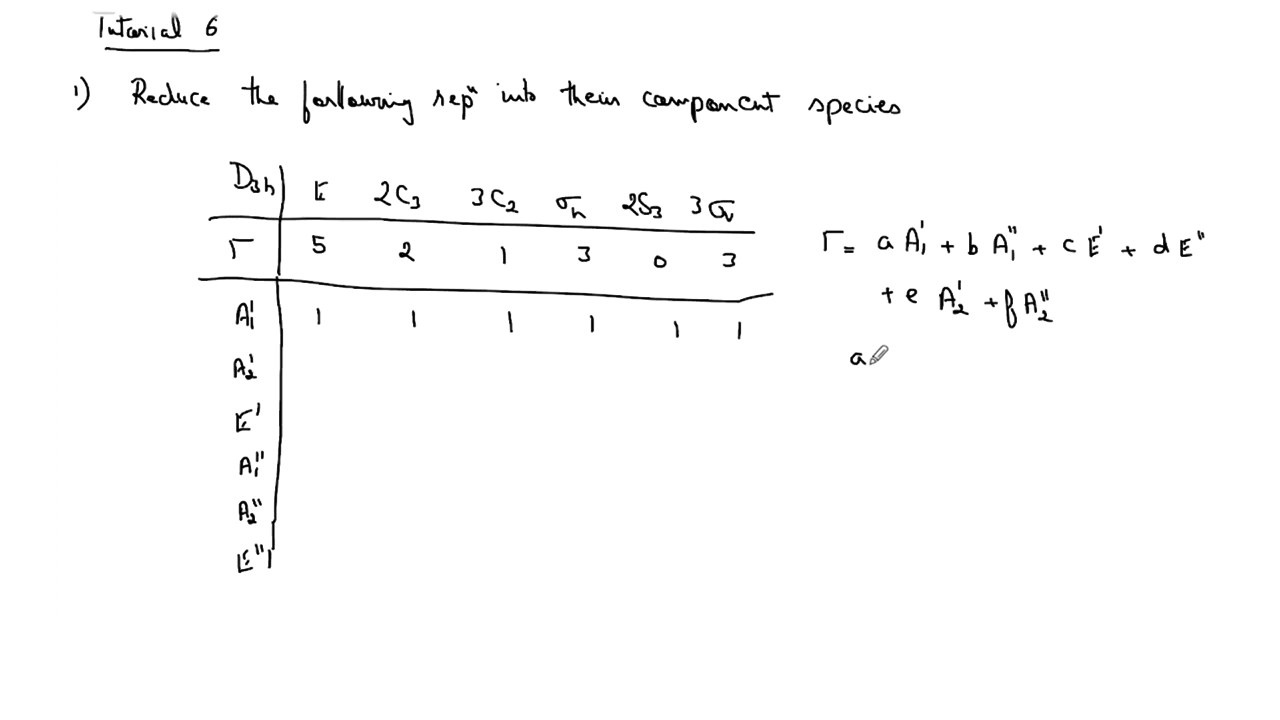 Tutorial 6
1) Reduce the following repⁿ into their component species
D₃ₕ E 2C₃ 3C₂ σₕ 2S₃ 3σᵥ
Γ 5 2 1 3 0 3
Γ = a A₁' + b A₁" + c E' + d E"
+ e A₂' + f A₂"
A₁' 1 1 1 1 1 1
a
A₂'
E'
A₁"
A₂"
E"